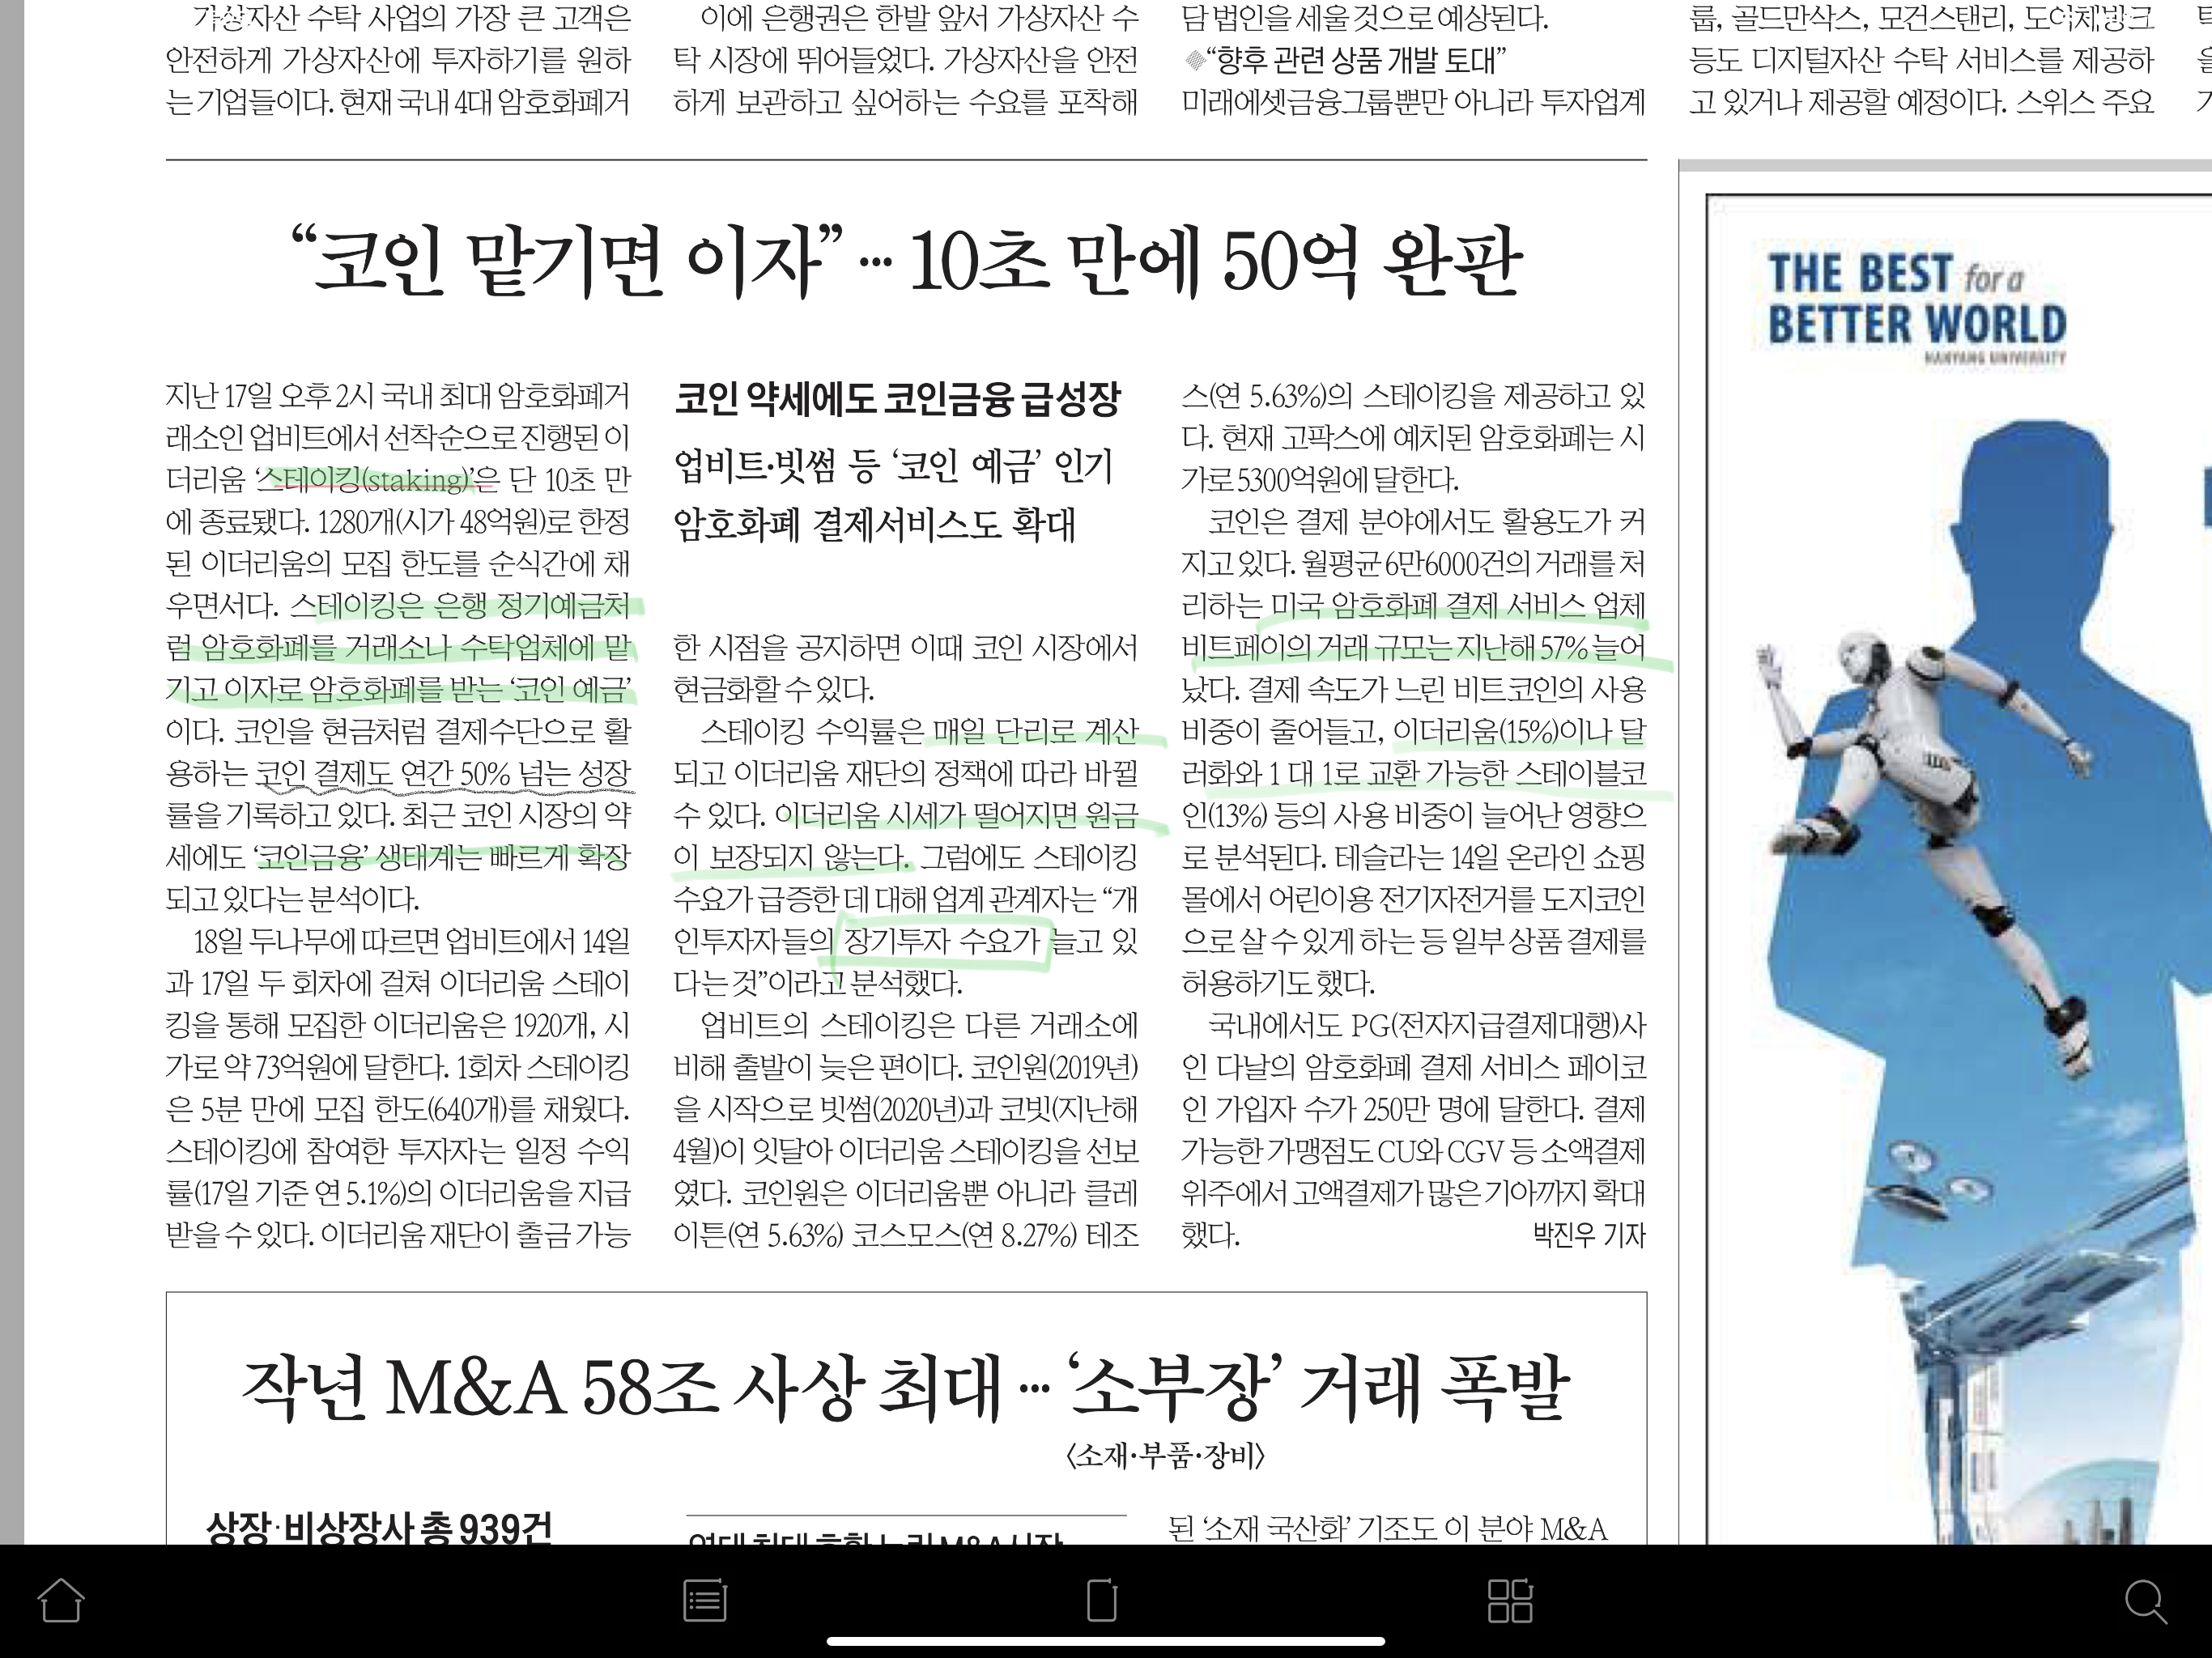 가상자산 수탁 사업의 가장 큰 고객은
안전하게 가상자산에 투자하기를 원하
는 기업들이다. 현재 국내 4대 암호화폐거
이에 은행권은 한발 앞서 가상자산 수
탁 시장에 뛰어들었다. 가상자산을 안전
하게 보관하고 싶어하는 수요를 포착해
담 법인을 세울 것으로 예상된다.
◆“향후 관련 상품 개발 토대”
미래에셋금융그룹뿐만 아니라 투자업계
룹, 골드만삭스, 모건스탠리, 도이체방크
등도 디지털자산 수탁 서비스를 제공하
고 있거나 제공할 예정이다. 스위스 주요
“코인 맡기면 이자”…10초 만에 50억 완판
지난 17일 오후 2시 국내 최대 암호화폐거
래소인 업비트에서 선착순으로 진행된 이
더리움 ‘스테이킹(staking)’은 단 10초 만
에 종료됐다. 1280개(시가 48억원)로 한정
된 이더리움의 모집 한도를 순식간에 채
우면서다. 스테이킹은 은행 정기예금처
럼 암호화폐를 거래소나 수탁업체에 맡
기고 이자로 암호화폐를 받는 ‘코인 예금’
이다. 코인을 현금처럼 결제수단으로 활
용하는 코인 결제도 연간 50% 넘는 성장
률을 기록하고 있다. 최근 코인 시장의 약
세에도 ‘코인금융’ 생태계는 빠르게 확장
되고 있다는 분석이다.
18일 두나무에 따르면 업비트에서 14일
과 17일 두 회차에 걸쳐 이더리움 스테이
킹을 통해 모집한 이더리움은 1920개, 시
가로 약 73억원에 달한다. 1회차 스테이킹
은 5분 만에 모집 한도(640개)를 채웠다.
스테이킹에 참여한 투자자는 일정 수익
률(17일 기준 연 5.1%)의 이더리움을 지급
받을 수 있다. 이더리움 재단이 출금 가능
코인 약세에도 코인금융 급성장
업비트·빗썸 등 ‘코인 예금’ 인기
암호화폐 결제서비스도 확대
한 시점을 공지하면 이때 코인 시장에서
현금화할 수 있다.
스테이킹 수익률은 매일 단리로 계산
되고 이더리움 재단의 정책에 따라 바뀔
수 있다. 이더리움 시세가 떨어지면 원금
이 보장되지 않는다. 그럼에도 스테이킹
수요가 급증한 데 대해 업계 관계자는 “개
인투자자들의 장기투자 수요가 늘고 있
다는 것”이라고 분석했다.
업비트의 스테이킹은 다른 거래소에
비해 출발이 늦은 편이다. 코인원(2019년)
을 시작으로 빗썸(2020년)과 코빗(지난해
4월)이 잇달아 이더리움 스테이킹을 선보
였다. 코인원은 이더리움뿐 아니라 클레
이튼(연 5.63%) 코스모스(연 8.27%) 테조
스(연 5.63%)의 스테이킹을 제공하고 있
다. 현재 고팍스에 예치된 암호화폐는 시
가로 5300억원에 달한다.
코인은 결제 분야에서도 활용도가 커
지고 있다. 월평균 6만6000건의 거래를 처
리하는 미국 암호화폐 결제 서비스 업체
비트페이의 거래 규모는 지난해 57% 늘어
났다. 결제 속도가 느린 비트코인의 사용
비중이 줄어들고, 이더리움(15%)이나 달
러화와 1 대 1로 교환 가능한 스테이블코
인(13%) 등의 사용 비중이 늘어난 영향으
로 분석된다. 테슬라는 14일 온라인 쇼핑
몰에서 어린이용 전기자전거를 도지코인
으로 살 수 있게 하는 등 일부 상품 결제를
허용하기도 했다.
국내에서도 PG(전자지급결제대행)사
인 다날의 암호화폐 결제 서비스 페이코
인 가입자 수가 250만 명에 달한다. 결제
가능한 가맹점도 CU와 CGV 등 소액결제
위주에서 고액결제가 많은 기아까지 확대
했다.
박진우 기자
THE BEST for a
BETTER WORLD
HANYANG UNIVERSITY
작년 M&A 58조 사상 최대…‘소부장’ 거래 폭발
〈소재·부품·장비〉
상장·비상장사 총 939건
된 ‘소재 국산화’ 기조도 이 분야 M&A